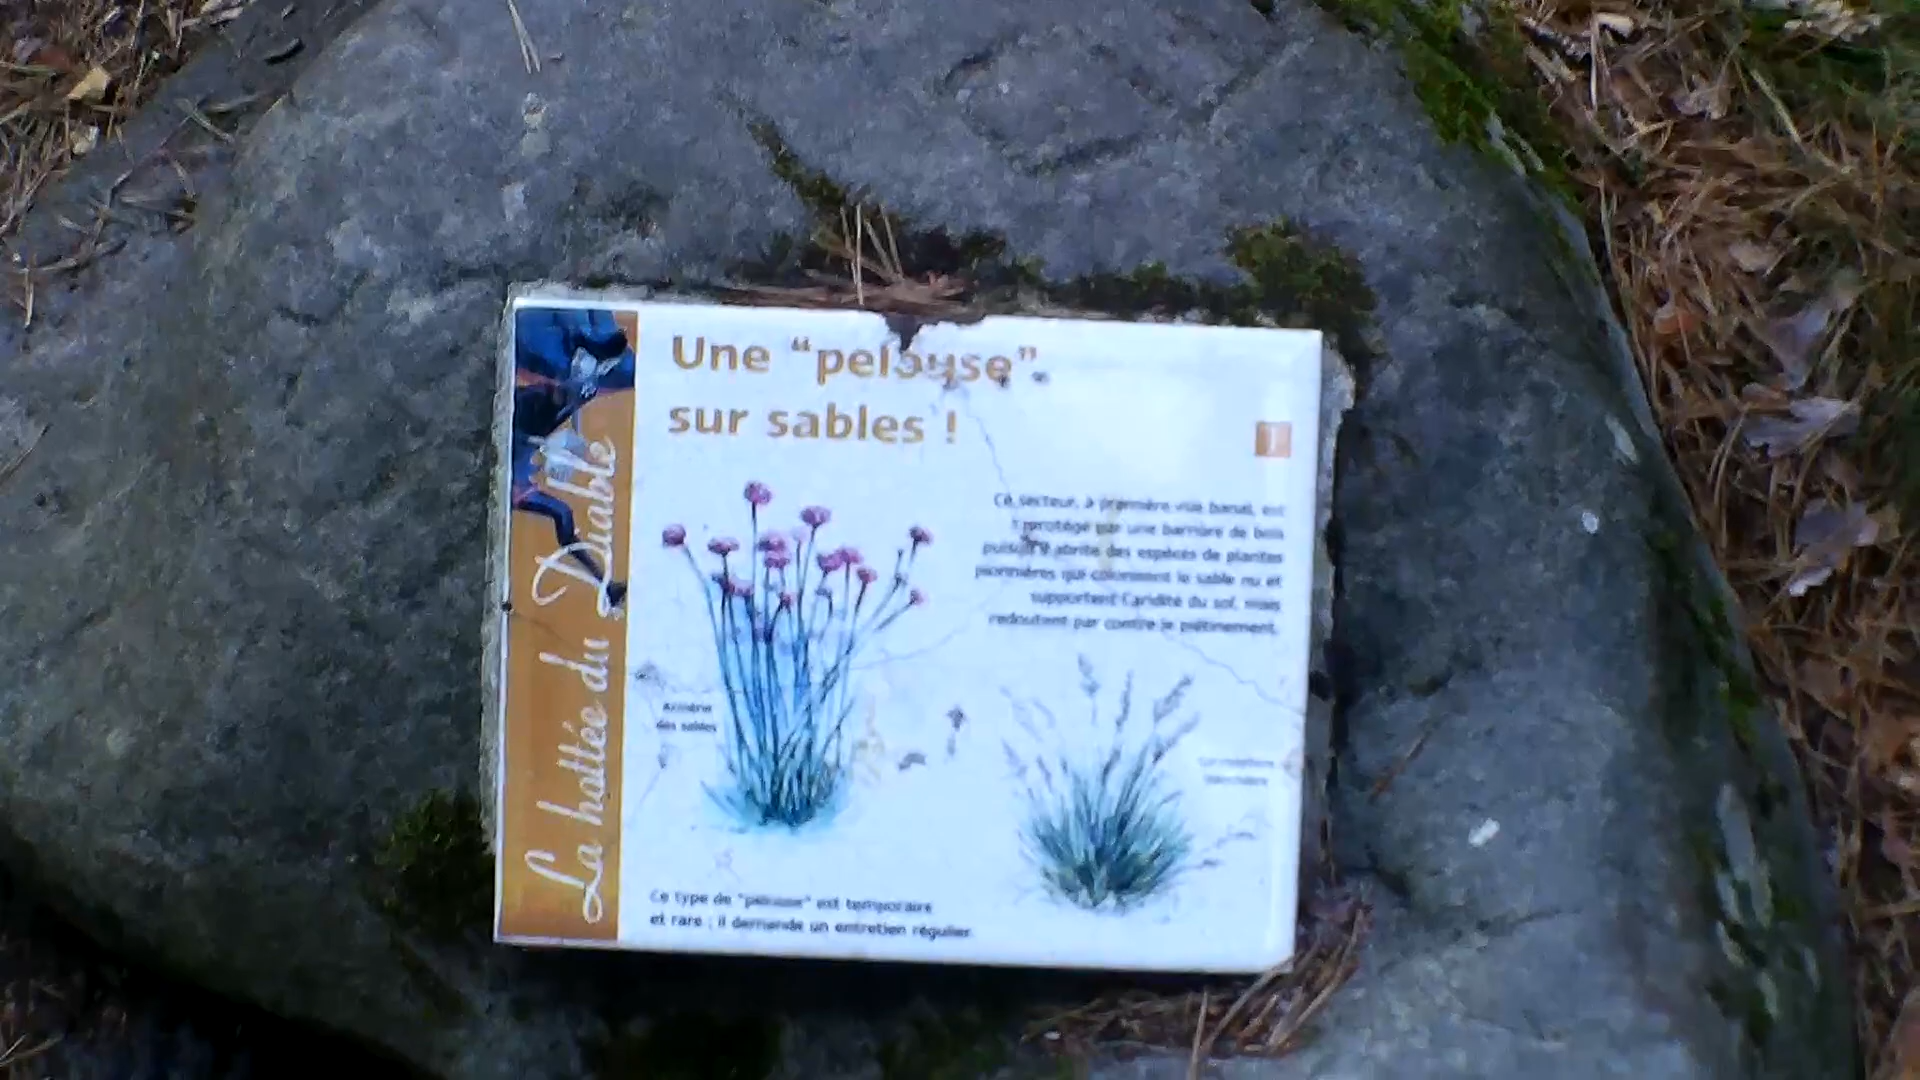 Une “pelouse”
sur sables !
1
La hottée du Diable
Ce secteur, à première vue banal, est
protégé par une barrière de bois
puisqu'il abrite des espèces de plantes
pionnières qui colonisent le sable nu et
supportent l'aridité du sol, mais
redoutent par contre le piétinement.
Armérie
des sables
Ce type de "pelouse" est temporaire
et rare ; il demande un entretien régulier.